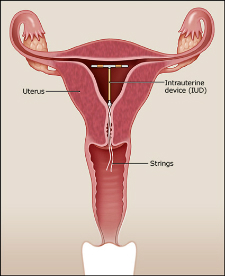 Uterus
Intrauterine
device (IUD)
Strings